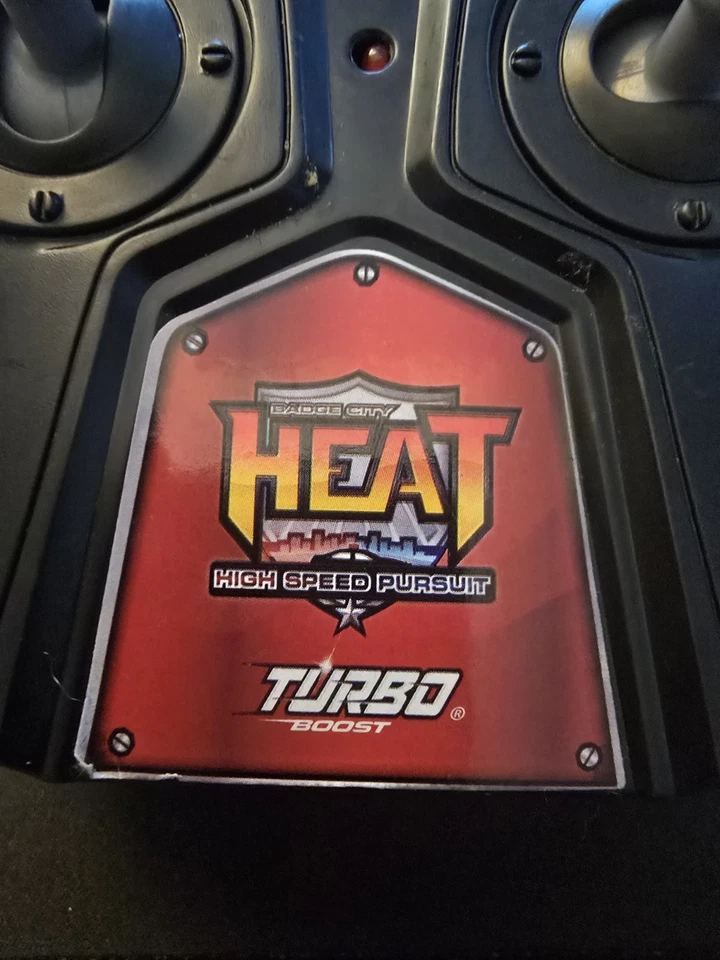 BADGE CITY
HEAT
HIGH SPEED PURSUIT
TURBO ®
BOOST